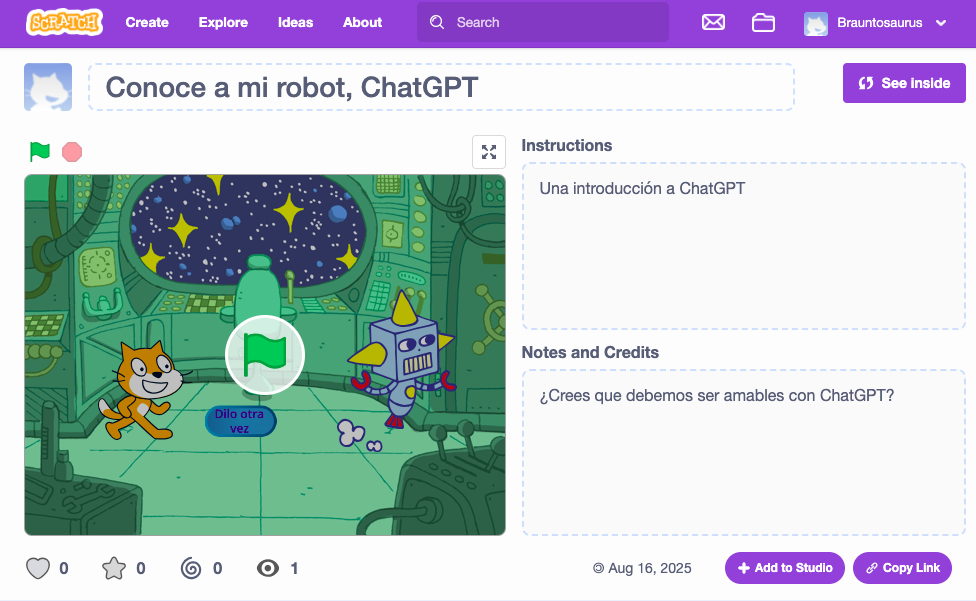 SCRATCH Create Explore Ideas About Search Brauntosaurus
Conoce a mi robot, ChatGPT
See inside
Instructions
Una introducción a ChatGPT
Dilo otra
vez
Notes and Credits
¿Crees que debemos ser amables con ChatGPT?
0 0 0 1
© Aug 16, 2025 Add to Studio Copy Link